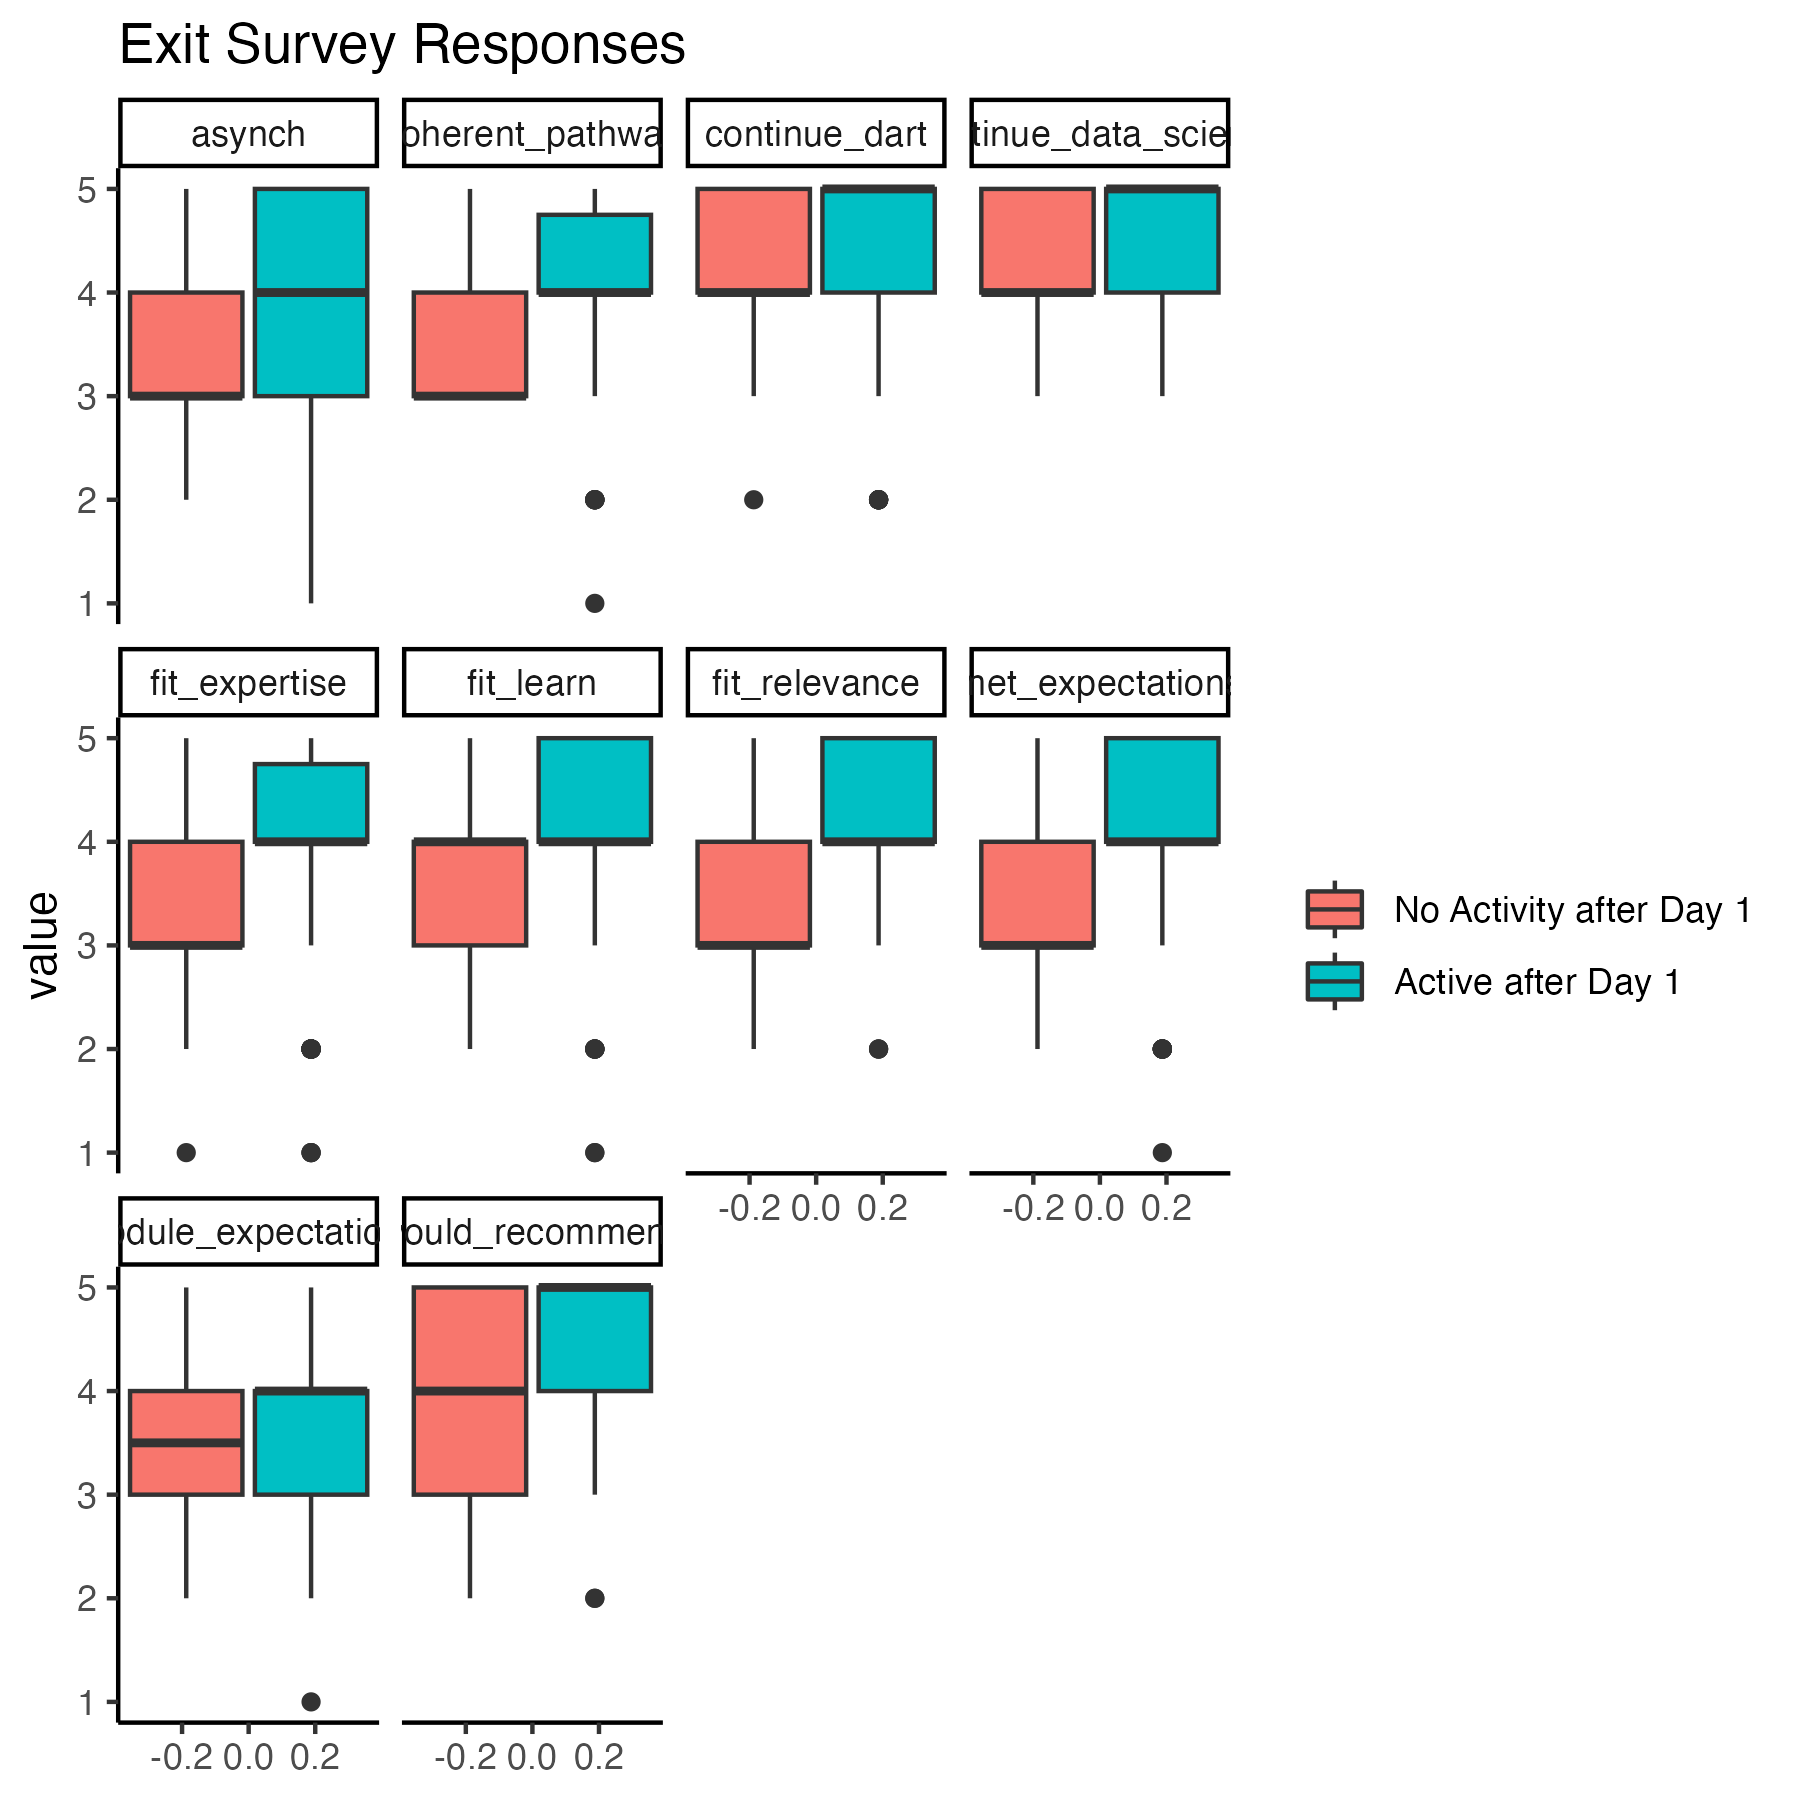 Exit Survey Responses
asynch
oherent_pathwa
continue_dart
tinue_data_scie
5
4
3
2
1
fit_expertise
fit_learn
fit_relevance
net_expectations
5
4
3
2
1
value
No Activity after Day 1
Active after Day 1
-0.2 0.0 0.2
-0.2 0.0 0.2
odule_expectatio
ould_recommen
5
4
3
2
1
-0.2 0.0 0.2
-0.2 0.0 0.2